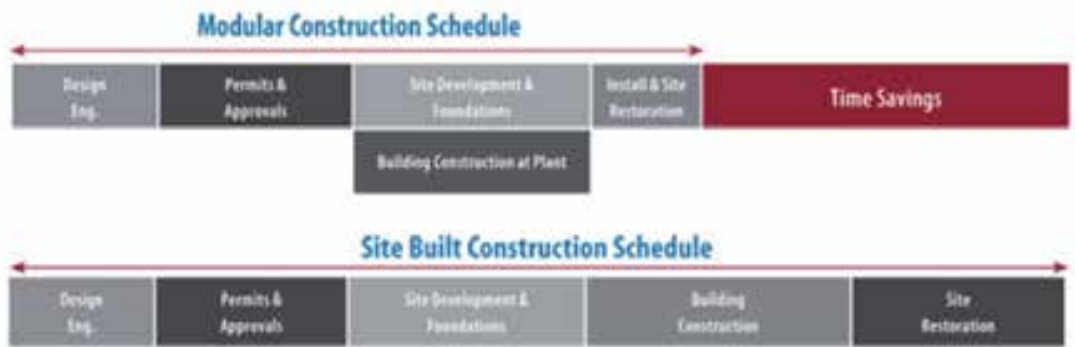 Modular Construction Schedule
Design
Eng.
Permits &
Approvals
Site Development &
Foundations
Install & Site
Restoration
Time Savings
Building Construction at Plant
Site Built Construction Schedule
Design
Eng.
Permits &
Approvals
Site Development &
Foundations
Building
Construction
Site
Restoration